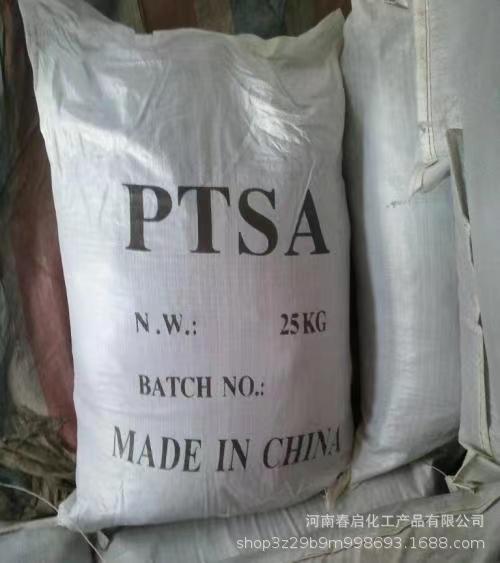 PTSA
N.W.: 25KG
BATCH NO.:
MADE IN CHINA
河南春启化工产品有限公司
shop3z29b9m998693.1688.com